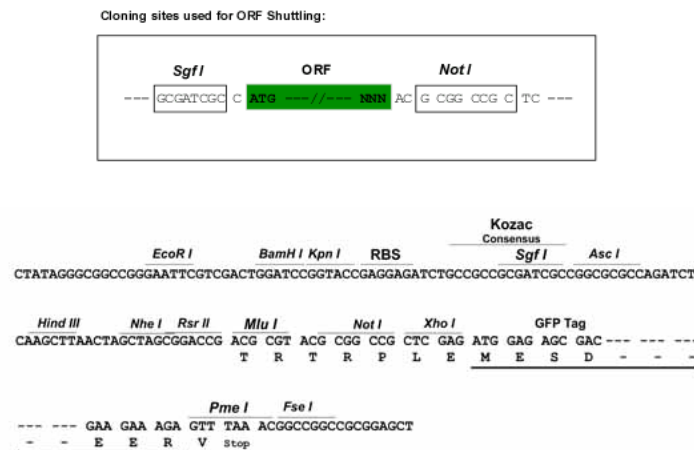 Cloning sites used for ORF Shuttling:
Sgf I ORF Not I
--- GCGATCGC C ATG ---//--- NNN AC G CGG CCG C TC ---
Kozac
Consensus
EcoR I BamH I Kpn I RBS Sgf I Asc I
CTATAGGGCGGCCGGGAATTCGTCGACTGGATCCGGTACCGAGGAGATCTGCCGCCGCGATCGCCGGCGCGCCAGATCT
Hind III Nhe I Rsr II Mlu I Not I Xho I GFP Tag
CAAGCTTAACTAGCTAGCGGACCG ACG CGT ACG CGG CCG CTC GAG ATG GAG AGC GAC --- --- ---
T R T R P L E M E S D - - -
Pme I Fse I
--- --- GAA GAA AGA GTT TAA ACGGCCGGCCGCGGAGCT
- - E E R V Stop